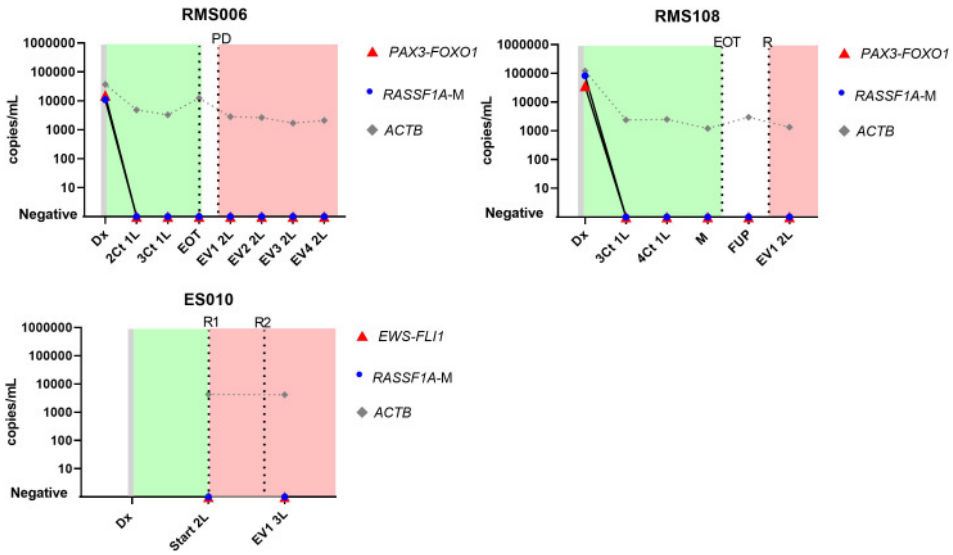 RMS006
PD
1000000
100000
10000
1000
100
10
Negative
copies/mL
Dx
2Ct 1L
3Ct 1L
EOT
EV1 2L
EV2 2L
EV3 2L
EV4 2L
PAX3-FOXO1
RASSF1A-M
ACTB
RMS108
EOT R
1000000
100000
10000
1000
100
10
Negative
copies/mL
Dx
3Ct 1L
4Ct 1L
M
FUP
EV1 2L
PAX3-FOXO1
RASSF1A-M
ACTB
ES010
R1 R2
1000000
100000
10000
1000
100
10
Negative
copies/mL
Dx
Start 2L
EV1 3L
EWS-FLI1
RASSF1A-M
ACTB